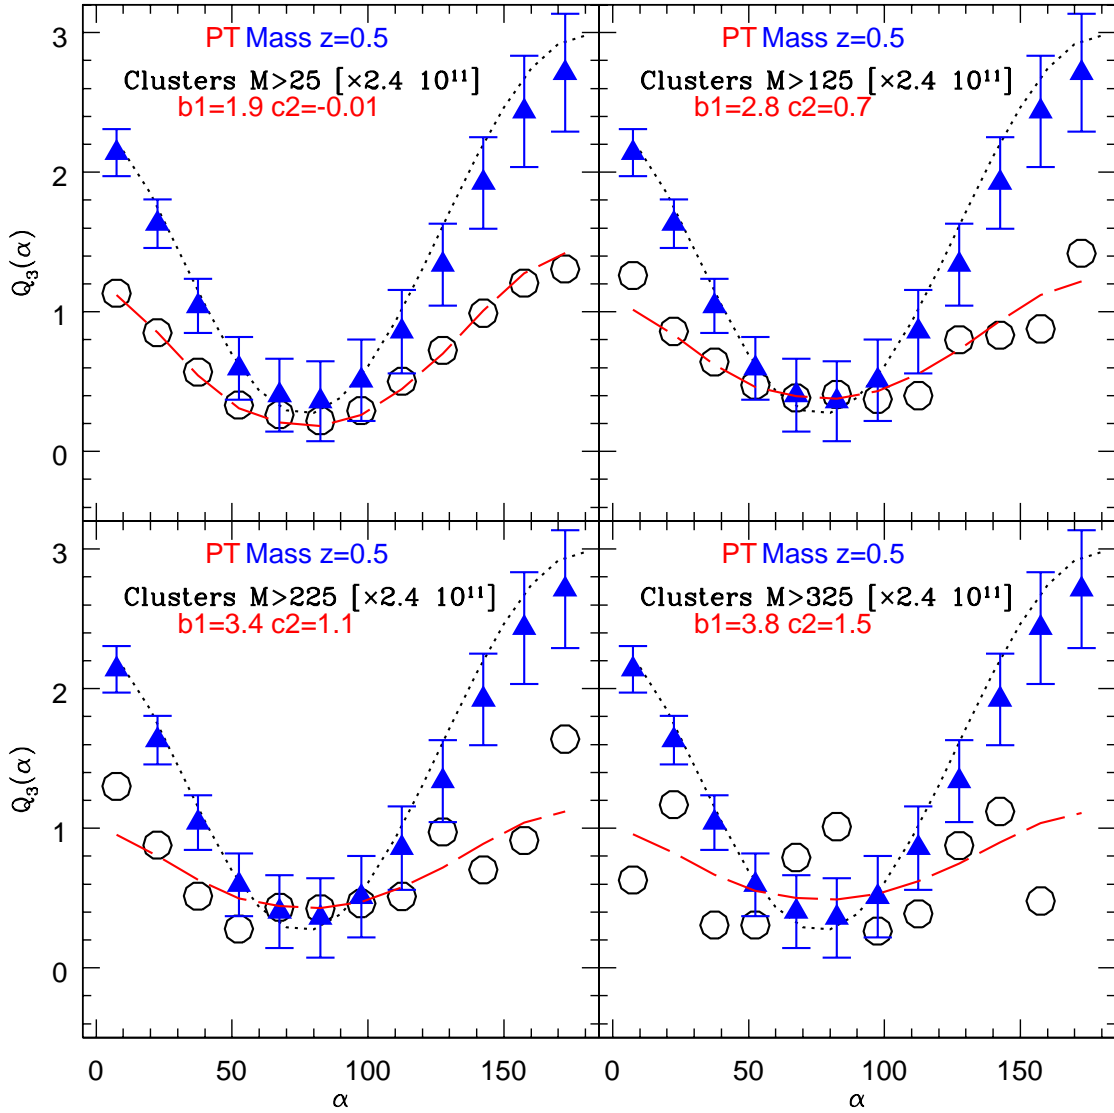 PT Mass z=0.5
Clusters M>25 [×2.4 10¹¹]
b1=1.9 c2=-0.01
PT Mass z=0.5
Clusters M>125 [×2.4 10¹¹]
b1=2.8 c2=0.7
3
2
1
0
Q₃(α)
PT Mass z=0.5
Clusters M>225 [×2.4 10¹¹]
b1=3.4 c2=1.1
PT Mass z=0.5
Clusters M>325 [×2.4 10¹¹]
b1=3.8 c2=1.5
3
2
1
0
Q₃(α)
0 50 100 150
0 50 100 150
α
α